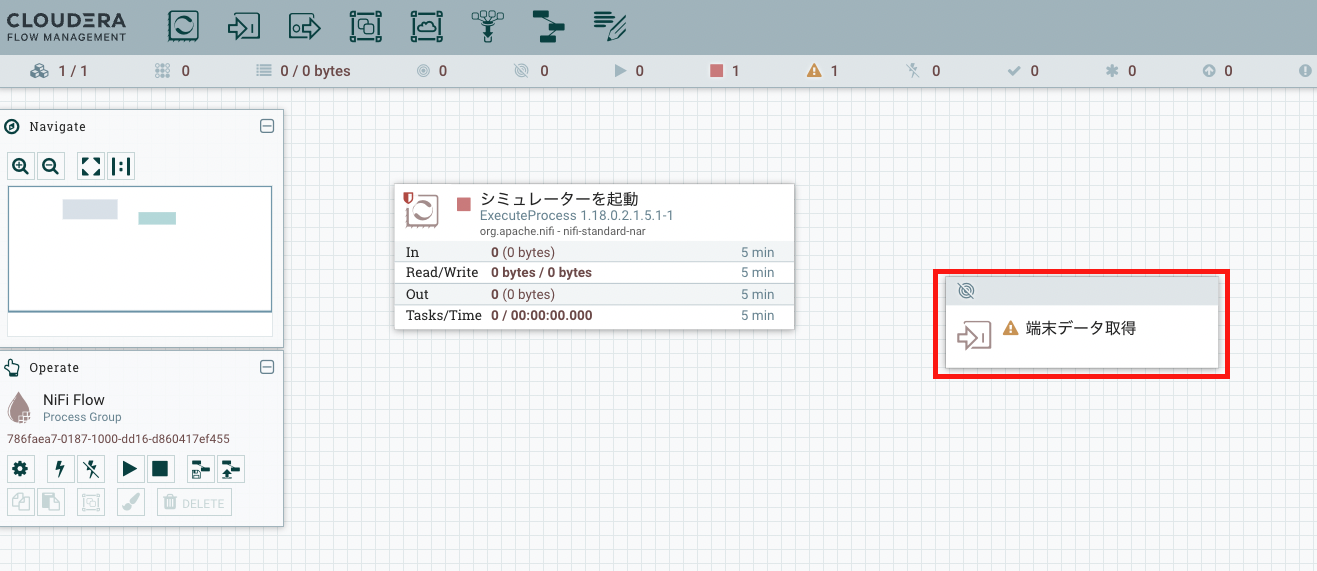 CLOUDERA
FLOW MANAGEMENT
1 / 1 0 0 / 0 bytes 0 0 0 1 1 0 0 0 0
Navigate
Operate
NiFi Flow
Process Group
786faea7-0187-1000-dd16-d860417ef455
DELETE
シミュレーターを起動
ExecuteProcess 1.18.0.2.1.5.1-1
org.apache.nifi - nifi-standard-nar
In 0 (0 bytes) 5 min
Read/Write 0 bytes / 0 bytes 5 min
Out 0 (0 bytes) 5 min
Tasks/Time 0 / 00:00:00.000 5 min
端末データ取得